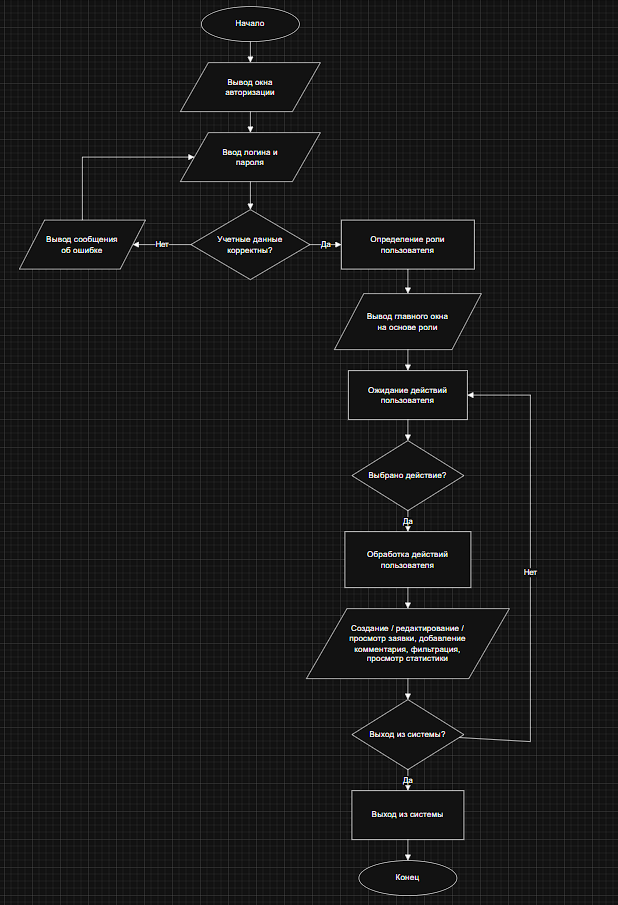 Начало
Вывод окна
авторизации
Ввод логина и
пароля
Вывод сообщения
об ошибке
Нет
Учетные данные
корректны?
Да
Определение роли
пользователя
Вывод главного окна
на основе роли
Ожидание действий
пользователя
Выбрано действие?
Да
Обработка действий
пользователя
Нет
Создание / редактирование /
просмотр заявки, добавление
комментария, фильтрация,
просмотр статистики
Выход из системы?
Да
Выход из системы
Конец